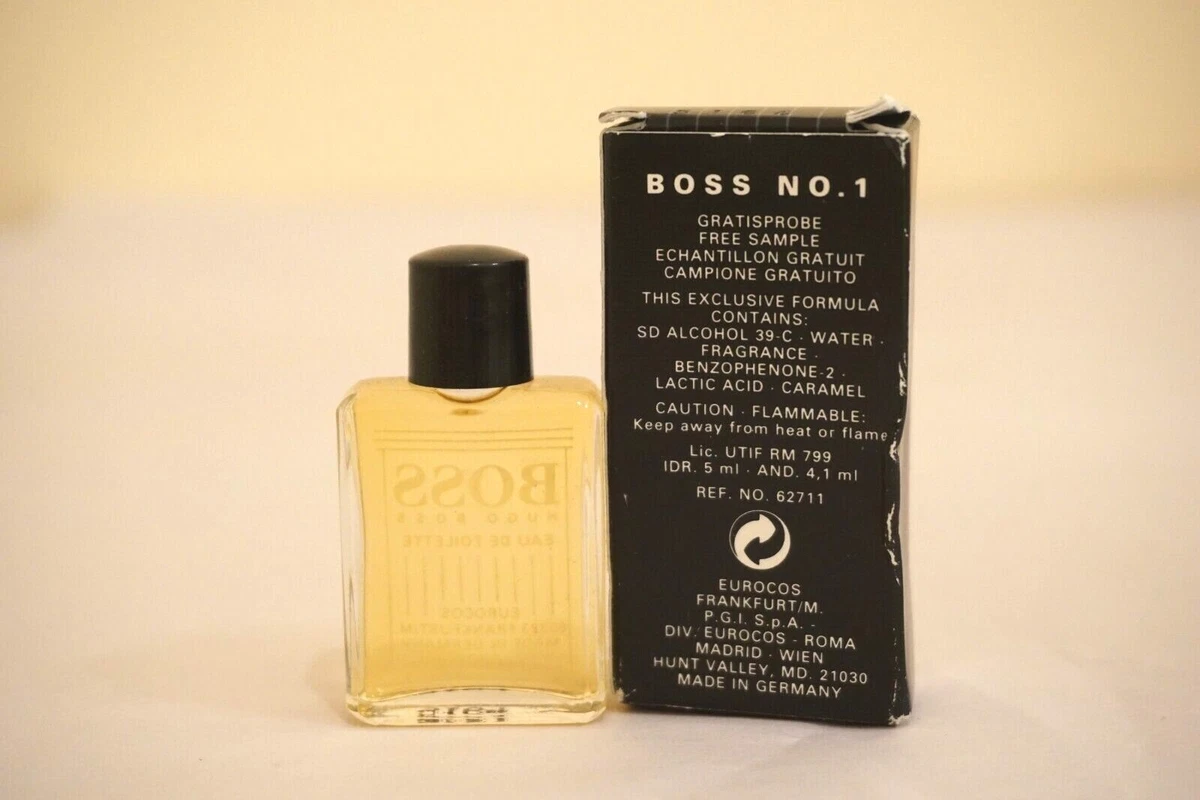 BOSS
HUGO BOSS
EAU DE TOILETTE
EUROCOS
BOSS NO.1
GRATISPROBE
FREE SAMPLE
ECHANTILLON GRATUIT
CAMPIONE GRATUITO
THIS EXCLUSIVE FORMULA
CONTAINS:
SD ALCOHOL 39-C · WATER ·
FRAGRANCE ·
BENZOPHENONE-2 ·
LACTIC ACID · CARAMEL
CAUTION · FLAMMABLE:
Keep away from heat or flame
Lic. UTIF RM 799
IDR. 5 ml · AND. 4,1 ml
REF. NO. 62711
EUROCOS
FRANKFURT/M.
P.G.I. S.p.A. -
DIV. EUROCOS - ROMA
MADRID · WIEN
HUNT VALLEY, MD. 21030
MADE IN GERMANY